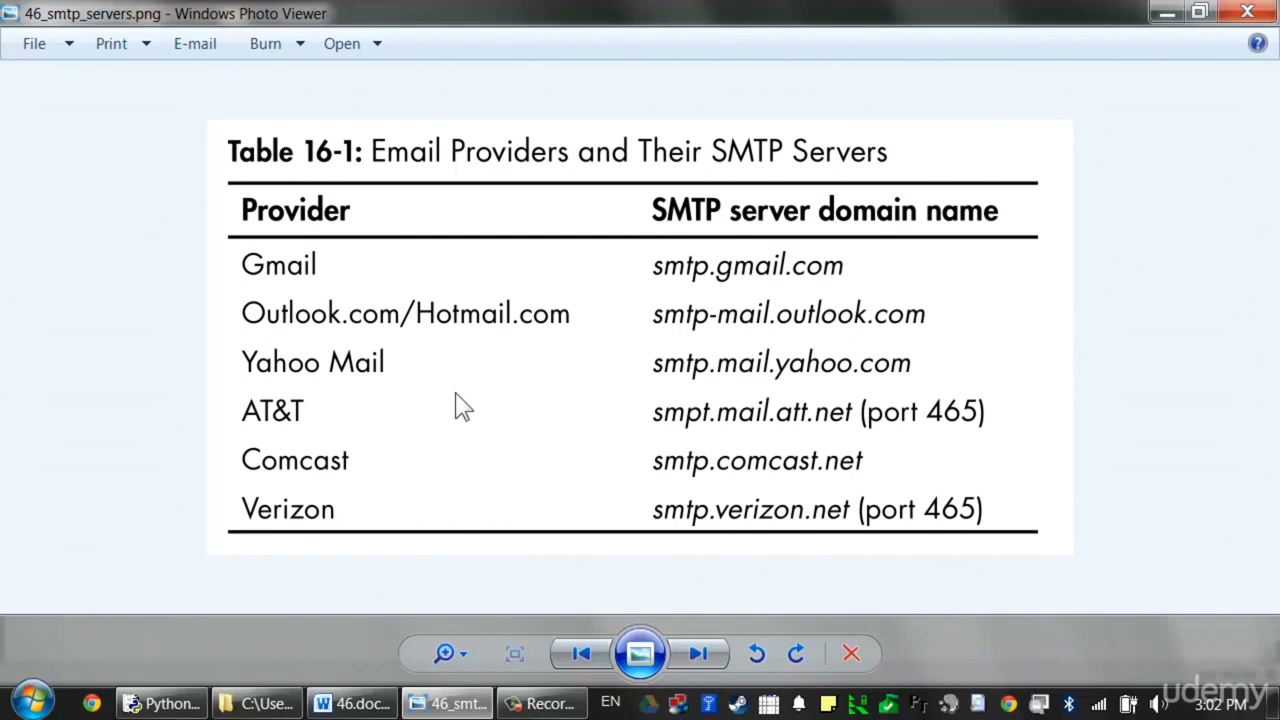 46_smtp_servers.png - Windows Photo Viewer
File Print E-mail Burn Open
Table 16-1: Email Providers and Their SMTP Servers
Provider SMTP server domain name
Gmail smtp.gmail.com
Outlook.com/Hotmail.com smtp-mail.outlook.com
Yahoo Mail smtp.mail.yahoo.com
AT&T smpt.mail.att.net (port 465)
Comcast smtp.comcast.net
Verizon smtp.verizon.net (port 465)
Python... C:\Use... 46.doc... 46_smt... Recor... EN 3:02 PM
udemy